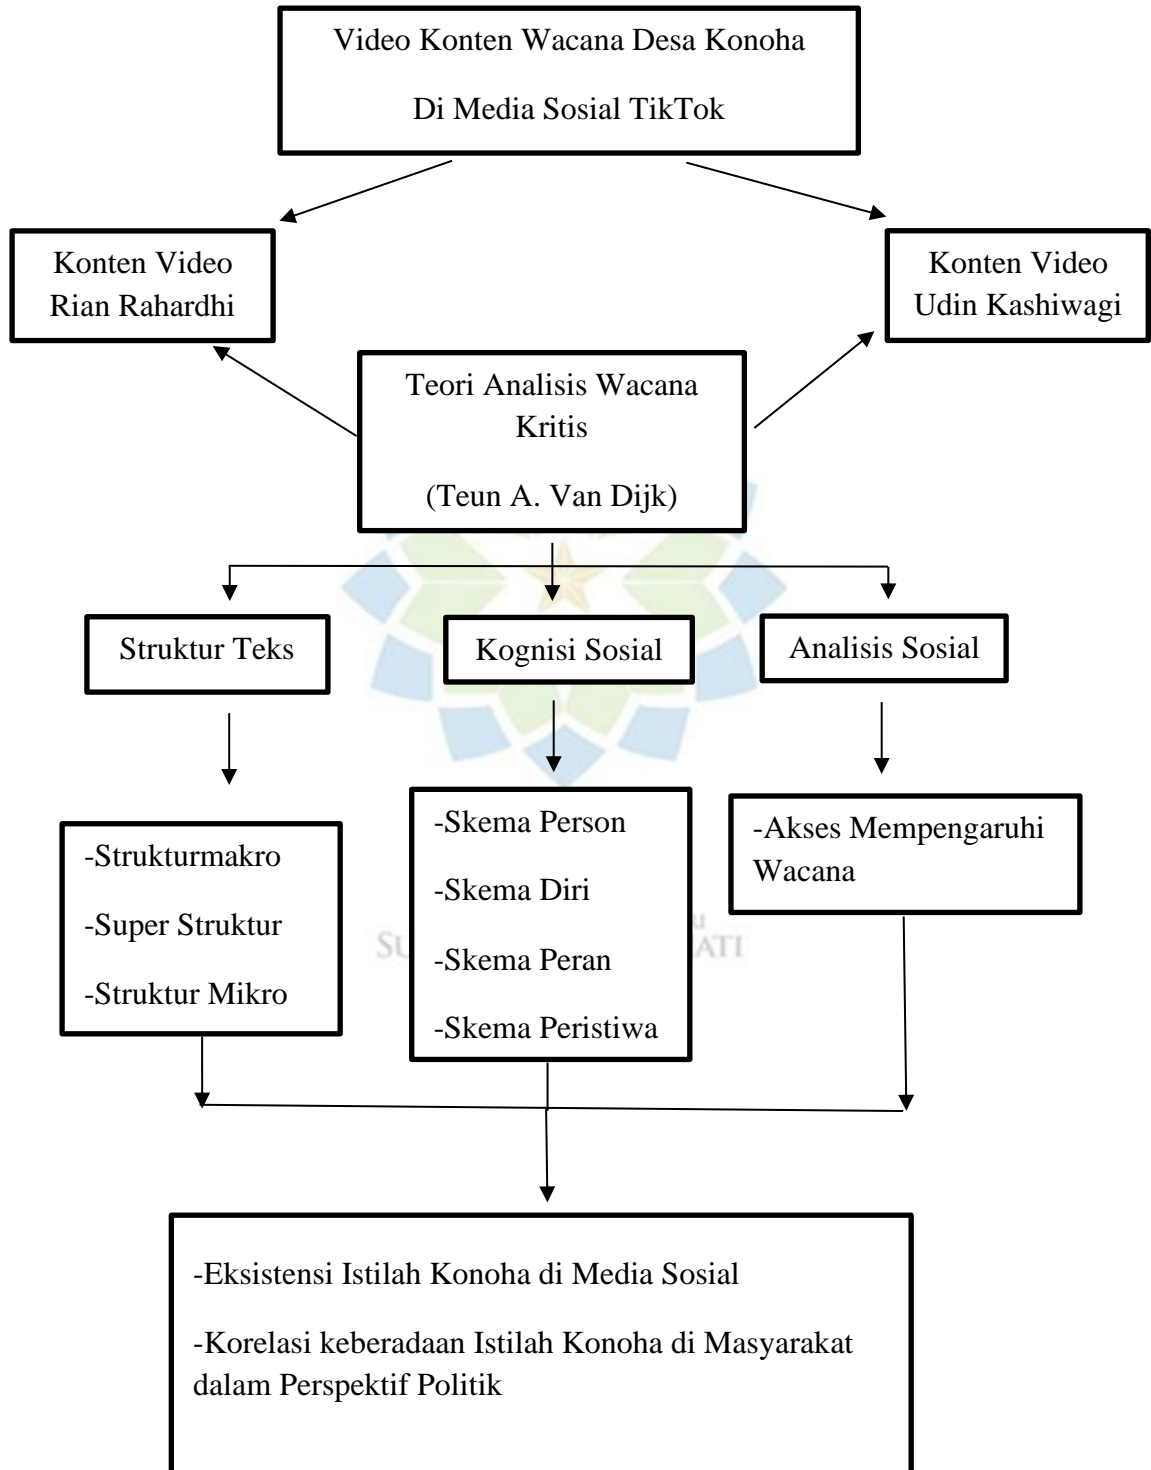 Video Konten Wacana Desa Konoha
Di Media Sosial TikTok
Konten Video
Rian Rahardhi
Konten Video
Udin Kashiwagi
Teori Analisis Wacana
Kritis
(Teun A. Van Dijk)
Struktur Teks
Kognisi Sosial
Analisis Sosial
-Strukturmakro
-Super Struktur
-Struktur Mikro
-Skema Person
-Skema Diri
-Skema Peran
-Skema Peristiwa
-Akses Mempengaruhi
Wacana
-Eksistensi Istilah Konoha di Media Sosial
-Korelasi keberadaan Istilah Konoha di Masyarakat
dalam Perspektif Politik